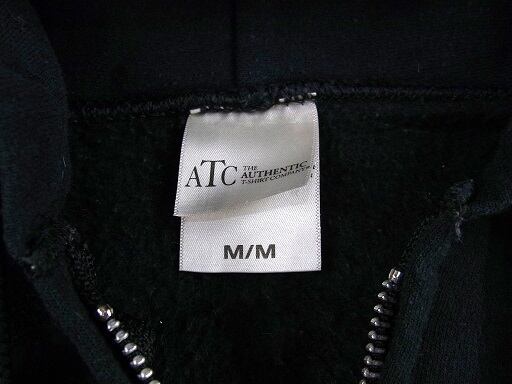 ATC THE
AUTHENTIC
T-SHIRT COMPANY
M/M